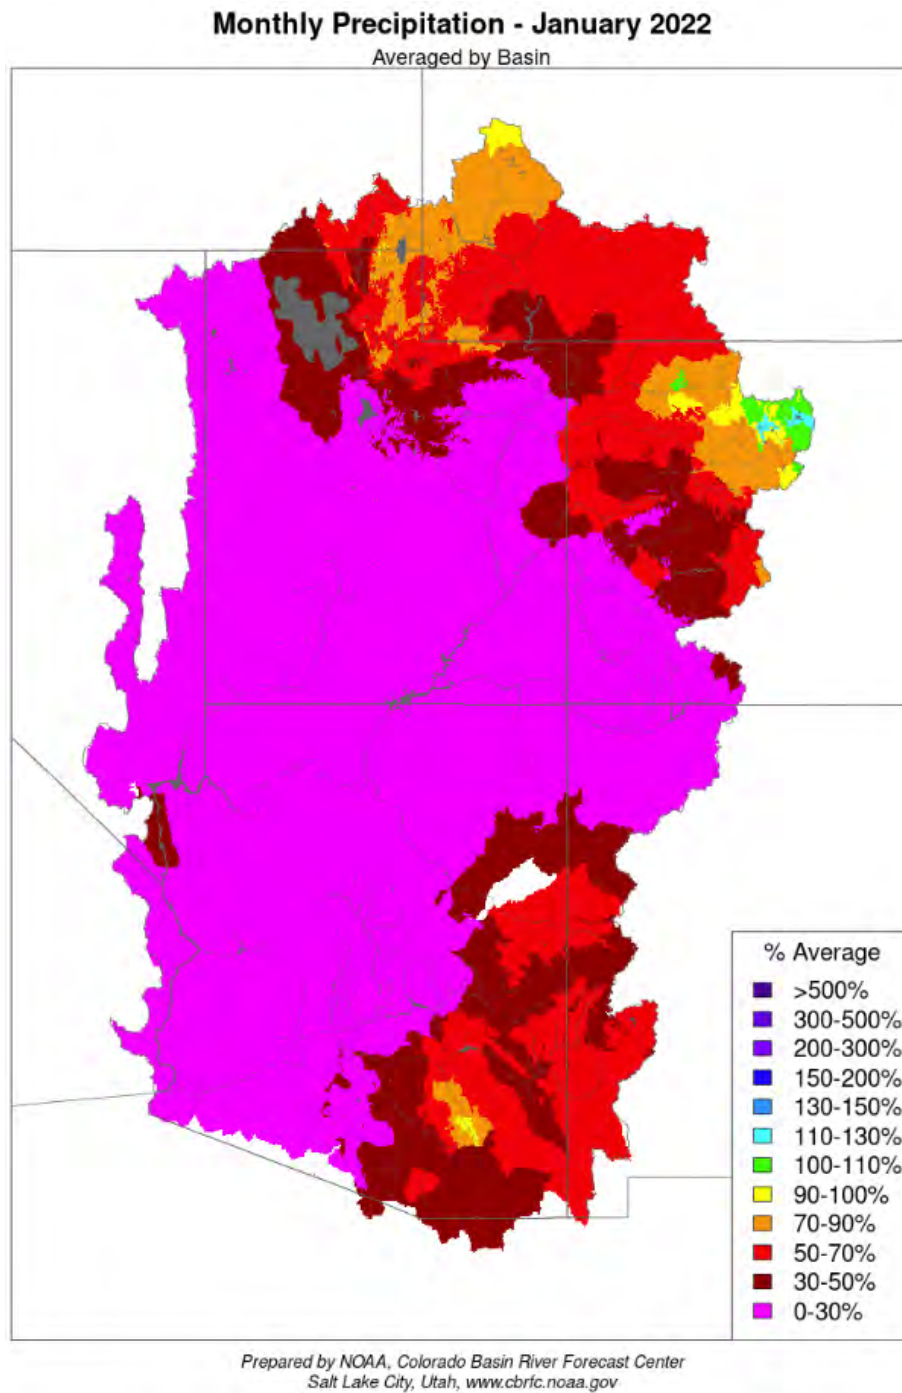 Monthly Precipitation - January 2022
Averaged by Basin
% Average
>500%
300-500%
200-300%
150-200%
130-150%
110-130%
100-110%
90-100%
70-90%
50-70%
30-50%
0-30%
Prepared by NOAA, Colorado Basin River Forecast Center
Salt Lake City, Utah, www.cbrfc.noaa.gov